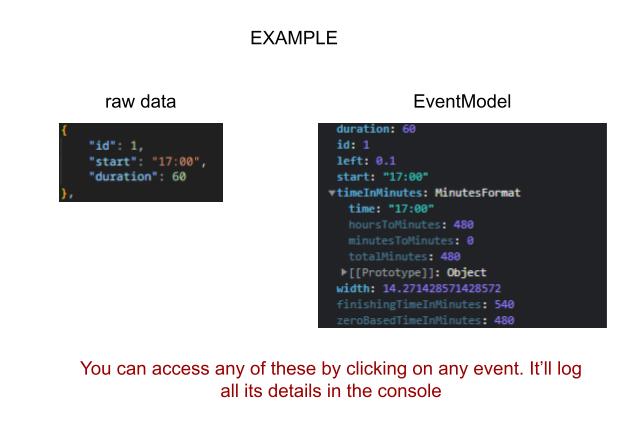 EXAMPLE
raw data
{
"id": 1,
"start": "17:00",
"duration": 60
},
EventModel
duration: 60
id: 1
left: 0.1
start: "17:00"
▼timeInMinutes: MinutesFormat
time: "17:00"
hoursToMinutes: 480
minutesToMinutes: 0
totalMinutes: 480
▶[[Prototype]]: Object
width: 14.271428571428572
finishingTimeInMinutes: 540
zeroBasedTimeInMinutes: 480
You can access any of these by clicking on any event. It'll log
all its details in the console